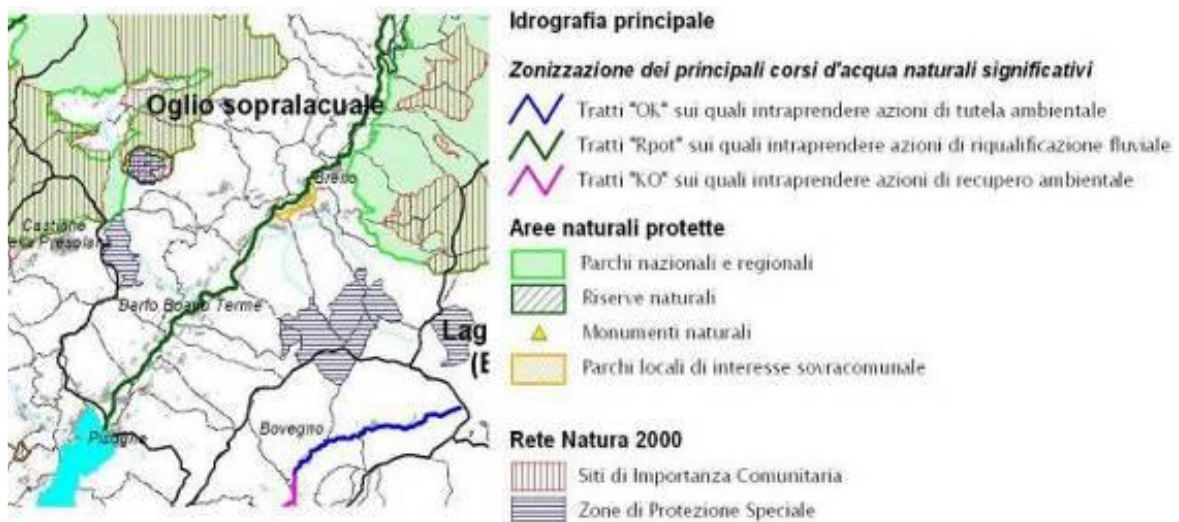 Oglio sopralacuale
Breno
Castione
ella Presolana
Darfo Boario Terme
Lag
(E
Bovegno
Pisogne
Idrografia principale
Zonizzazione dei principali corsi d'acqua naturali significativi
Tratti "OK" sui quali intraprendere azioni di tutela ambientale
Tratti "Rpot" sui quali intraprendere azioni di riqualificazione fluviale
Tratti "KO" sui quali intraprendere azioni di recupero ambientale
Aree naturali protette
Parchi nazionali e regionali
Riserve naturali
Monumenti naturali
Parchi locali di interesse sovracomunale
Rete Natura 2000
Siti di Importanza Comunitaria
Zone di Protezione Speciale